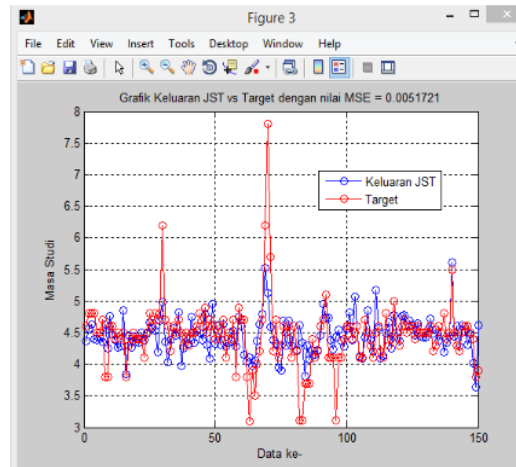 Figure 3
File Edit View Insert Tools Desktop Window Help
Grafik Keluaran JST vs Target dengan nilai MSE = 0.0051721
8
7.5
7
6.5
6
5.5
5
4.5
4
3.5
3
Masa Studi
Keluaran JST
Target
0 50 100 150
Data ke-